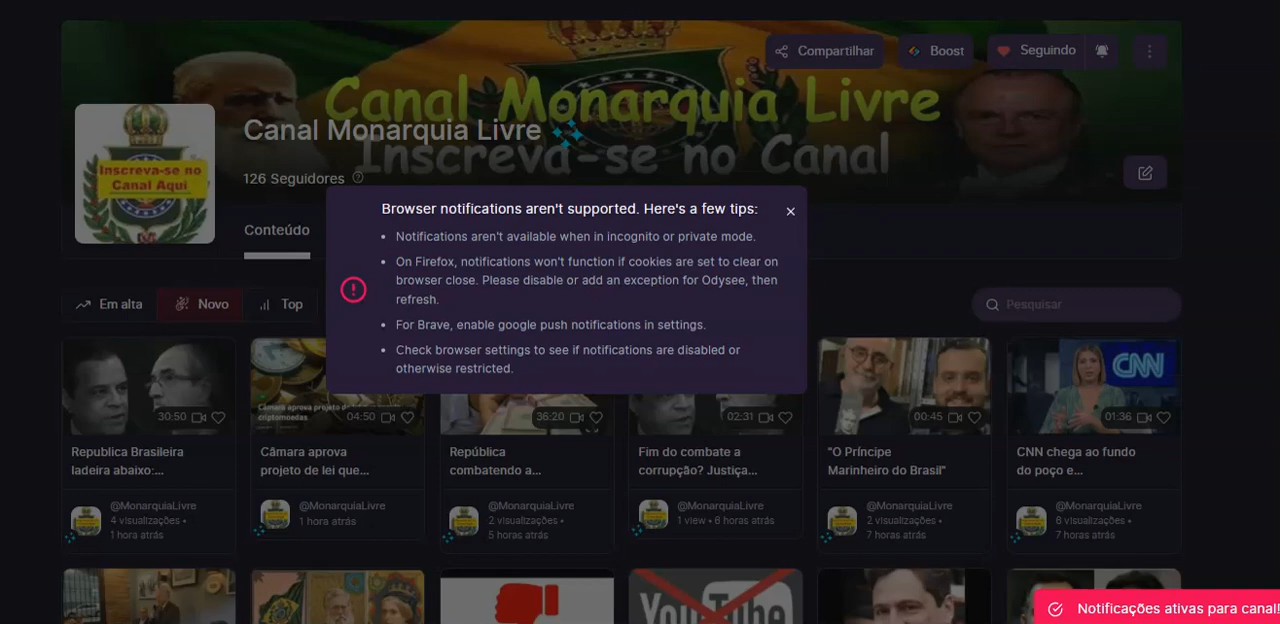 Compartilhar
Boost
Seguindo
Canal Monarquia Livre
Inscreva-se no Canal
Inscreva-se no
Canal Aqui
Canal Monarquia Livre
126 Seguidores
Conteúdo
Browser notifications aren't supported. Here's a few tips:
• Notifications aren't available when in incognito or private mode.
• On Firefox, notifications won't function if cookies are set to clear on
browser close. Please disable or add an exception for Odysee, then
refresh.
• For Brave, enable google push notifications in settings.
• Check browser settings to see if notifications are disabled or
otherwise restricted.
Em alta
Novo
Top
Pesquisar
30:50
Câmara aprova projeto d
criptomoedas.
04:50
36:20
02:31
00:45
CNN
01:36
Republica Brasileira
ladeira abaixo:...
@MonarquiaLivre
4 visualizações •
1 hora atrás
Câmara aprova
projeto de lei que...
@MonarquiaLivre
1 hora atrás
República
combatendo a...
@MonarquiaLivre
2 visualizações •
5 horas atrás
Fim do combate a
corrupção? Justiça...
@MonarquiaLivre
1 view • 6 horas atrás
"O Príncipe
Marinheiro do Brasil"
@MonarquiaLivre
2 visualizações •
7 horas atrás
CNN chega ao fundo
do poço e...
@MonarquiaLivre
6 visualizações •
7 horas atrás
YouTube
Notificações ativas para canal!